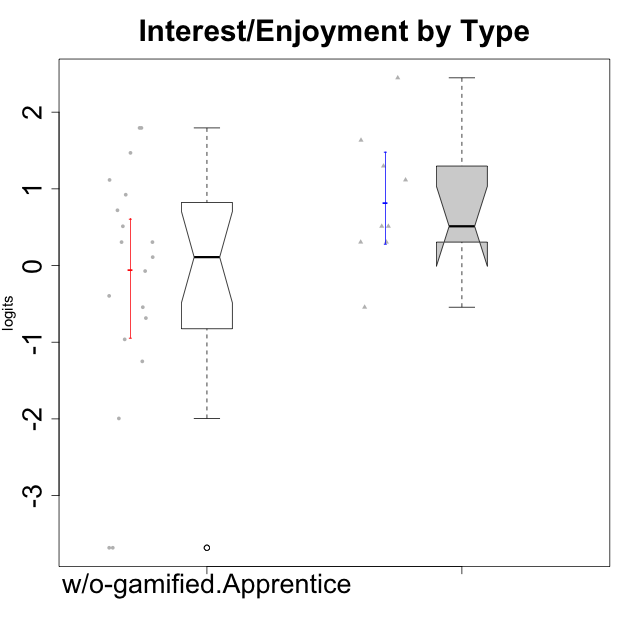 Interest/Enjoyment by Type
logits
2
1
0
-1
-2
-3
w/o-gamified.Apprentice